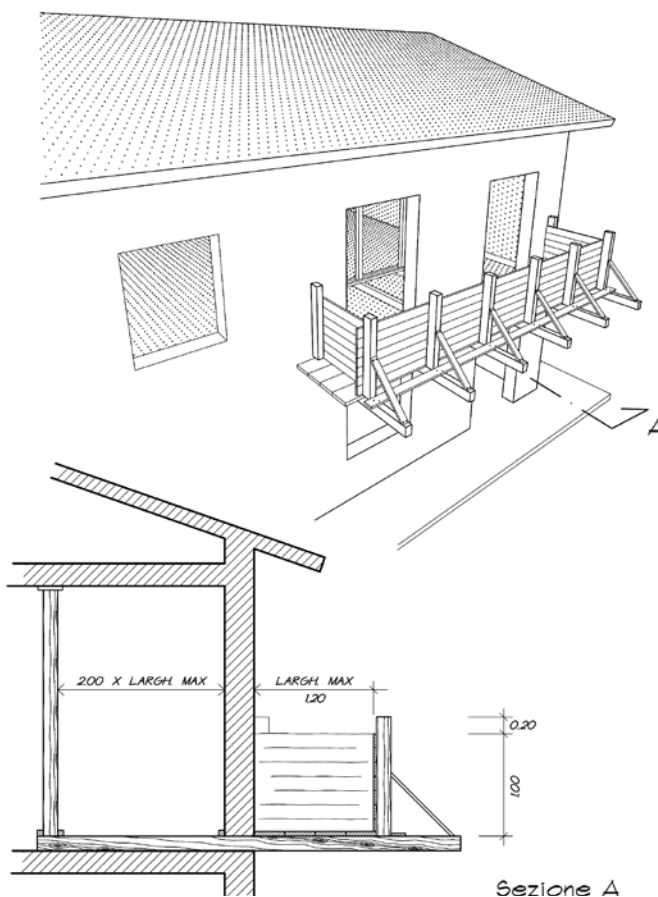 A
2.00 X LARGH. MAX
LARGH. MAX
1.20
0.20
1.00
Sezione A